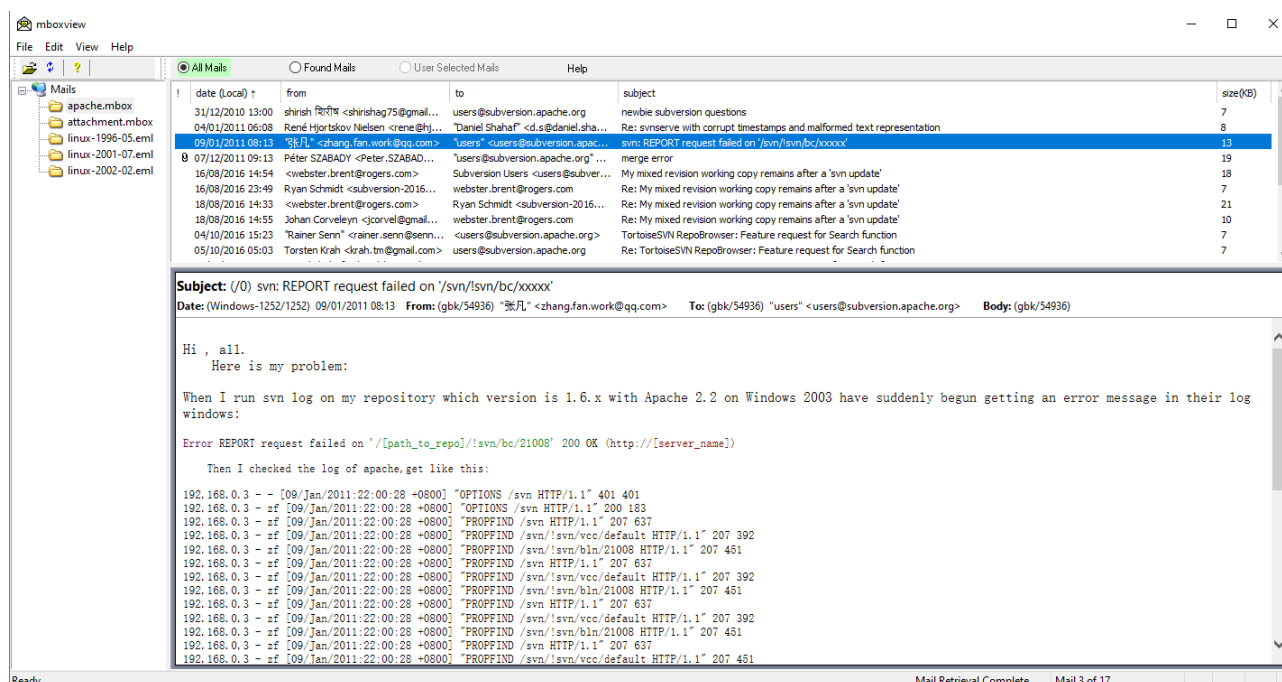 mboxview
File Edit View Help
All Mails Found Mails User Selected Mails Help
Mails
apache.mbox
attachment.mbox
linux-1996-05.eml
linux-2001-07.eml
linux-2002-02.eml
! date (Local) ↑ from to subject size(KB)
31/12/2010 13:00 shirish शिरीष <shirishag75@gmail... users@subversion.apache.org newbie subversion questions 7
04/01/2011 06:08 René Hjortskov Nielsen <rene@hj... "Daniel Shahaf" <d.s@daniel.sha... Re: svnserve with corrupt timestamps and malformed text representation 8
09/01/2011 08:13 "张凡" <zhang.fan.work@qq.com> "users" <users@subversion.apac... svn: REPORT request failed on '/svn/!svn/bc/xxxxx' 13
07/12/2011 09:13 Péter SZABADY <Peter.SZABAD... "users@subversion.apache.org" ... merge error 19
16/08/2016 14:54 <webster.brent@rogers.com> Subversion Users <users@subver... My mixed revision working copy remains after a 'svn update' 18
16/08/2016 23:49 Ryan Schmidt <subversion-2016... webster.brent@rogers.com Re: My mixed revision working copy remains after a 'svn update' 7
18/08/2016 14:33 <webster.brent@rogers.com> Ryan Schmidt <subversion-2016... Re: My mixed revision working copy remains after a 'svn update' 21
18/08/2016 14:55 Johan Corveleyn <jcorvel@gmail... webster.brent@rogers.com Re: My mixed revision working copy remains after a 'svn update' 10
04/10/2016 15:23 "Rainer Senn" <rainer.senn@senn... <users@subversion.apache.org> TortoiseSVN RepoBrowser: Feature request for Search function 7
05/10/2016 05:03 Torsten Krah <krah.tm@gmail.com> users@subversion.apache.org Re: TortoiseSVN RepoBrowser: Feature request for Search function 7
Subject: (/0) svn: REPORT request failed on '/svn/!svn/bc/xxxxx'
Date: (Windows-1252/1252) 09/01/2011 08:13 From: (gbk/54936) "张凡" <zhang.fan.work@qq.com> To: (gbk/54936) "users" <users@subversion.apache.org> Body: (gbk/54936)
Hi , all.
Here is my problem:
When I run svn log on my repository which version is 1.6.x with Apache 2.2 on Windows 2003 have suddenly begun getting an error message in their log
windows:
Error REPORT request failed on '/[path_to_repo]/!svn/bc/21008' 200 OK (http://[server_name])
Then I checked the log of apache,get like this:
192.168.0.3 - - [09/Jan/2011:22:00:28 +0800] "OPTIONS /svn HTTP/1.1" 401 401
192.168.0.3 - zf [09/Jan/2011:22:00:28 +0800] "OPTIONS /svn HTTP/1.1" 200 183
192.168.0.3 - zf [09/Jan/2011:22:00:28 +0800] "PROPFIND /svn HTTP/1.1" 207 637
192.168.0.3 - zf [09/Jan/2011:22:00:28 +0800] "PROPFIND /svn/!svn/vcc/default HTTP/1.1" 207 392
192.168.0.3 - zf [09/Jan/2011:22:00:28 +0800] "PROPFIND /svn/!svn/bln/21008 HTTP/1.1" 207 451
192.168.0.3 - zf [09/Jan/2011:22:00:28 +0800] "PROPFIND /svn HTTP/1.1" 207 637
192.168.0.3 - zf [09/Jan/2011:22:00:28 +0800] "PROPFIND /svn/!svn/vcc/default HTTP/1.1" 207 392
192.168.0.3 - zf [09/Jan/2011:22:00:28 +0800] "PROPFIND /svn/!svn/bln/21008 HTTP/1.1" 207 451
192.168.0.3 - zf [09/Jan/2011:22:00:28 +0800] "PROPFIND /svn HTTP/1.1" 207 637
192.168.0.3 - zf [09/Jan/2011:22:00:28 +0800] "PROPFIND /svn/!svn/vcc/default HTTP/1.1" 207 392
192.168.0.3 - zf [09/Jan/2011:22:00:28 +0800] "PROPFIND /svn/!svn/bln/21008 HTTP/1.1" 207 451
192.168.0.3 - zf [09/Jan/2011:22:00:28 +0800] "PROPFIND /svn HTTP/1.1" 207 637
192.168.0.3 - zf [09/Jan/2011:22:00:28 +0800] "PROPFIND /svn/!svn/vcc/default HTTP/1.1" 207 451
Ready Mail Retrieval Complete Mail 3 of 17